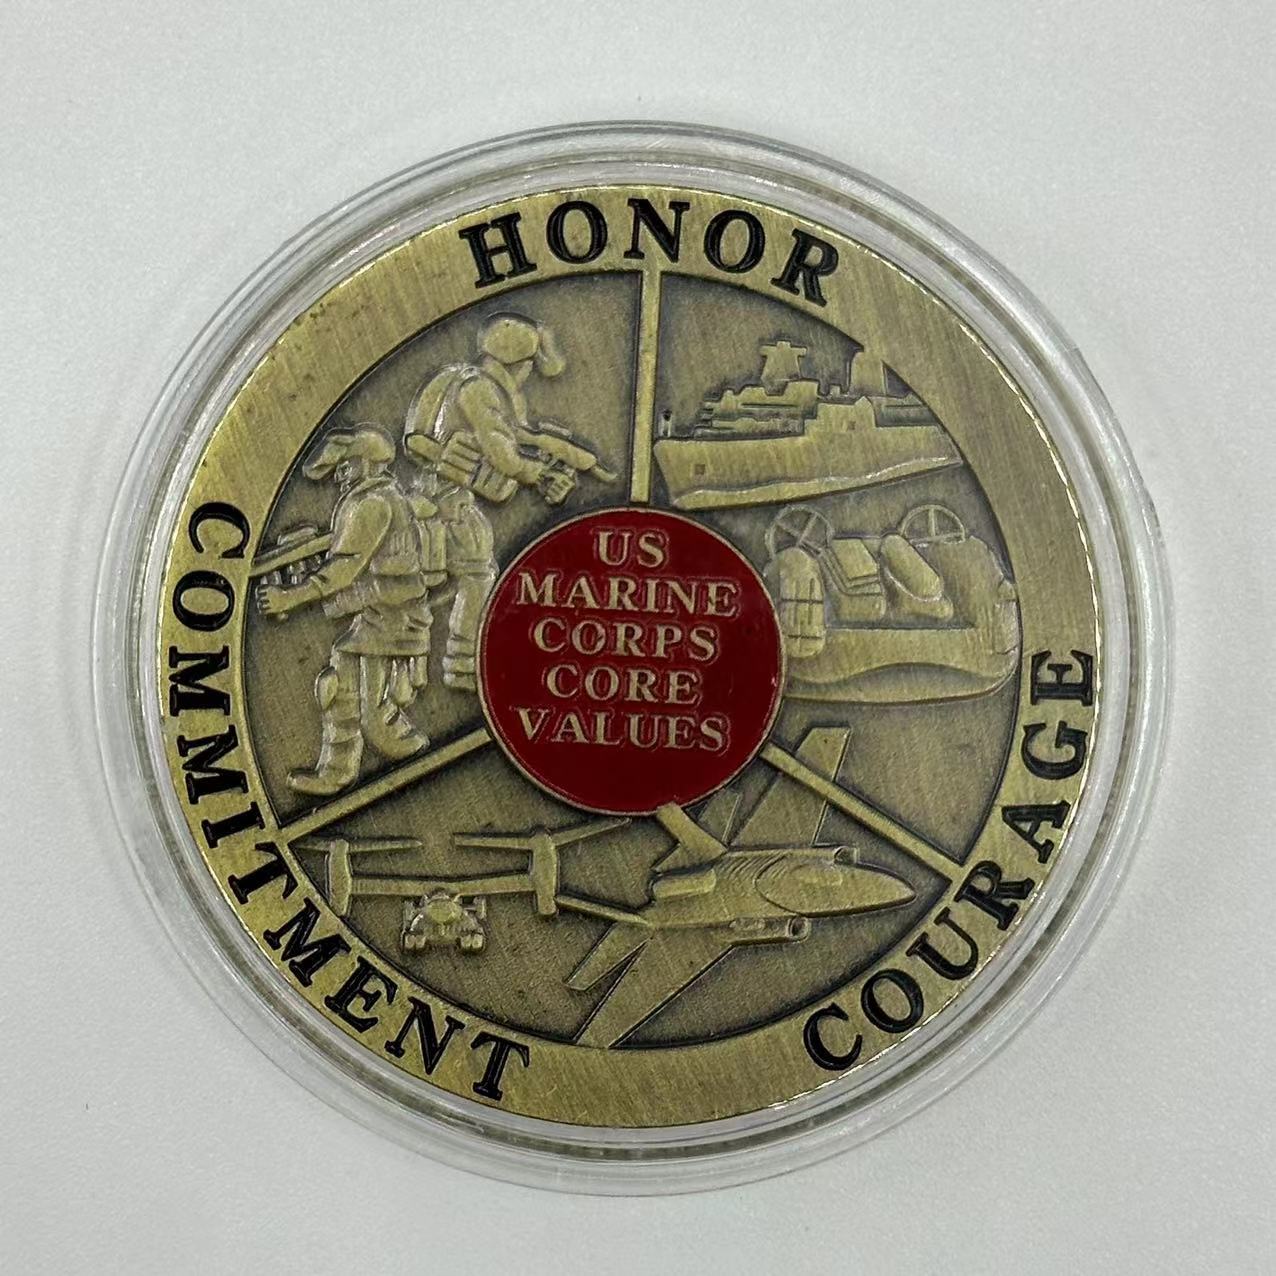 HONOR
COMMITMENT
COURAGE
US
MARINE
CORPS
CORE
VALUES